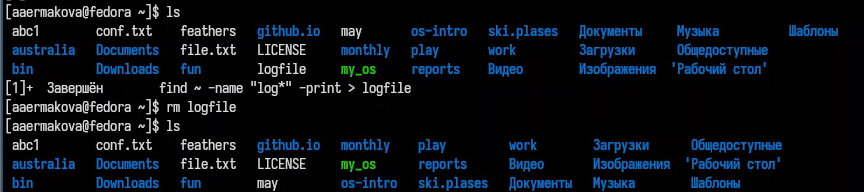 [aaermakova@fedora ~]$ ls
abc1 conf.txt feathers github.io may os-intro ski.plases Документы Музыка Шаблоны
australia Documents file.txt LICENSE monthly play work Загрузки Общедоступные
bin Downloads fun logfile my_os reports Видео Изображения 'Рабочий стол'
[1]+ Завершён find ~ -name "log*" -print > logfile
[aaermakova@fedora ~]$ rm logfile
[aaermakova@fedora ~]$ ls
abc1 conf.txt feathers github.io monthly play work Загрузки Общедоступные
australia Documents file.txt LICENSE my_os reports Видео Изображения 'Рабочий стол'
bin Downloads fun may os-intro ski.plases Документы Музыка Шаблоны